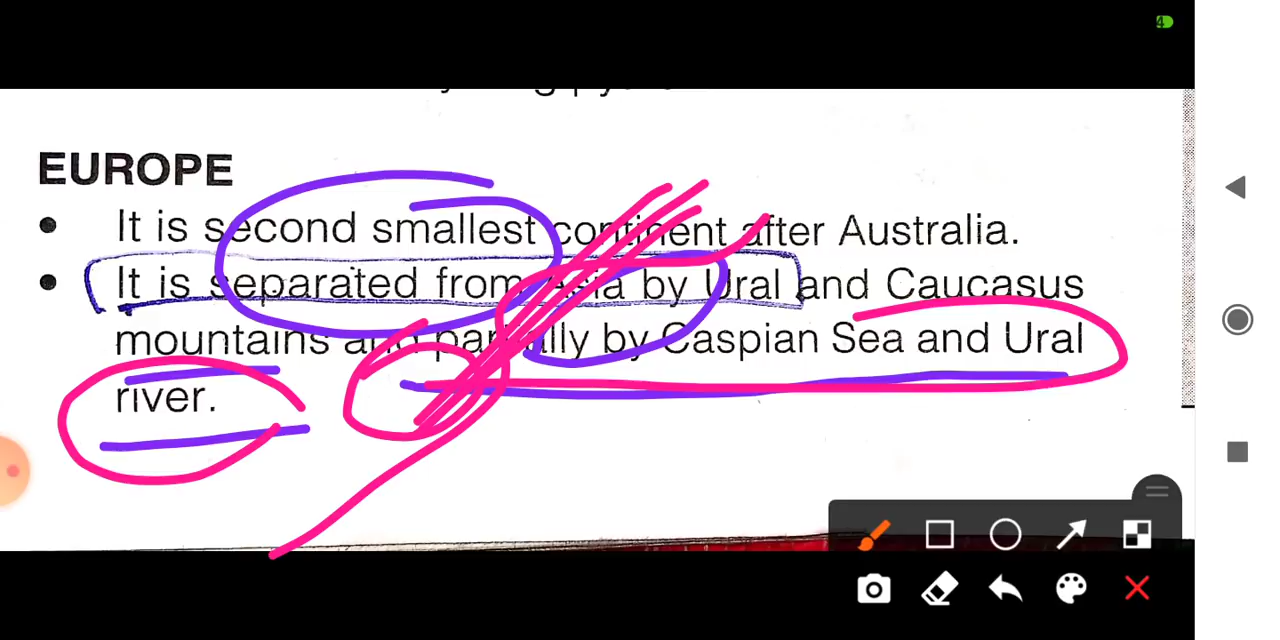 EUROPE
• It is second smallest continent after Australia.
• It is separated from Asia by Ural and Caucasus
mountains and partially by Caspian Sea and Ural
river.